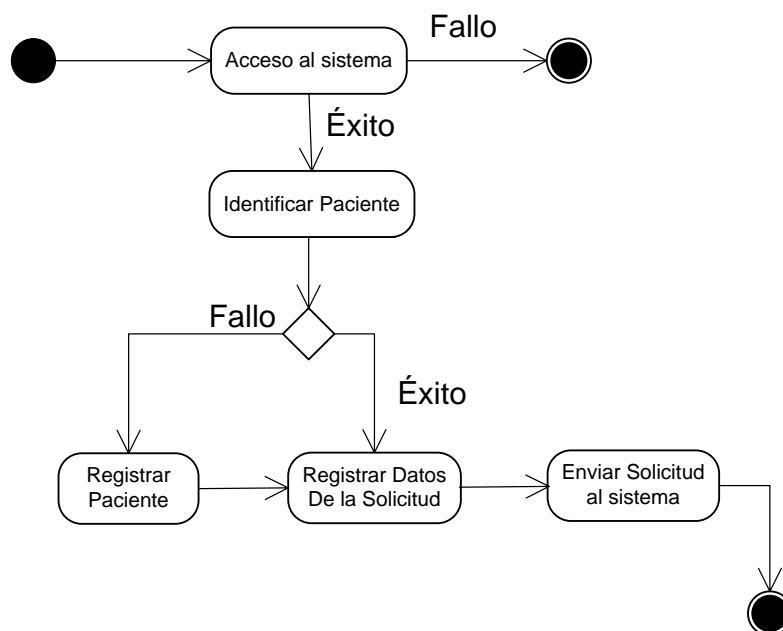 Fallo
Acceso al sistema
Éxito
Identificar Paciente
Fallo
Éxito
Registrar
Paciente
Registrar Datos
De la Solicitud
Enviar Solicitud
al sistema